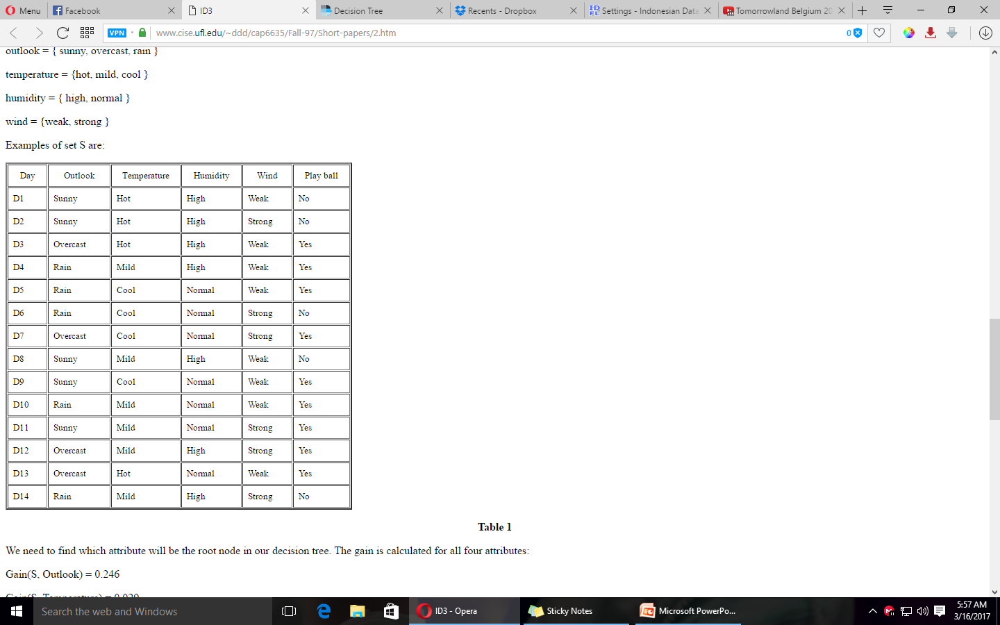 Menu
Facebook
ID3
Decision Tree
Recents - Dropbox
Settings - Indonesian Data
Tomorrowland Belgium 20
VPN
www.cise.ufl.edu/~ddd/cap6635/Fall-97/Short-papers/2.htm
0
outlook = { sunny, overcast, rain }
temperature = {hot, mild, cool }
humidity = { high, normal }
wind = {weak, strong }
Examples of set S are:
Day Outlook Temperature Humidity Wind Play ball
D1 Sunny Hot High Weak No
D2 Sunny Hot High Strong No
D3 Overcast Hot High Weak Yes
D4 Rain Mild High Weak Yes
D5 Rain Cool Normal Weak Yes
D6 Rain Cool Normal Strong No
D7 Overcast Cool Normal Strong Yes
D8 Sunny Mild High Weak No
D9 Sunny Cool Normal Weak Yes
D10 Rain Mild Normal Weak Yes
D11 Sunny Mild Normal Strong Yes
D12 Overcast Mild High Strong Yes
D13 Overcast Hot Normal Weak Yes
D14 Rain Mild High Strong No
Table 1
We need to find which attribute will be the root node in our decision tree. The gain is calculated for all four attributes:
Gain(S, Outlook) = 0.246
Gain(S, Temperature) = 0.029
Search the web and Windows
ID3 - Opera
Sticky Notes
Microsoft PowerPo...
5:57 AM
3/16/2017